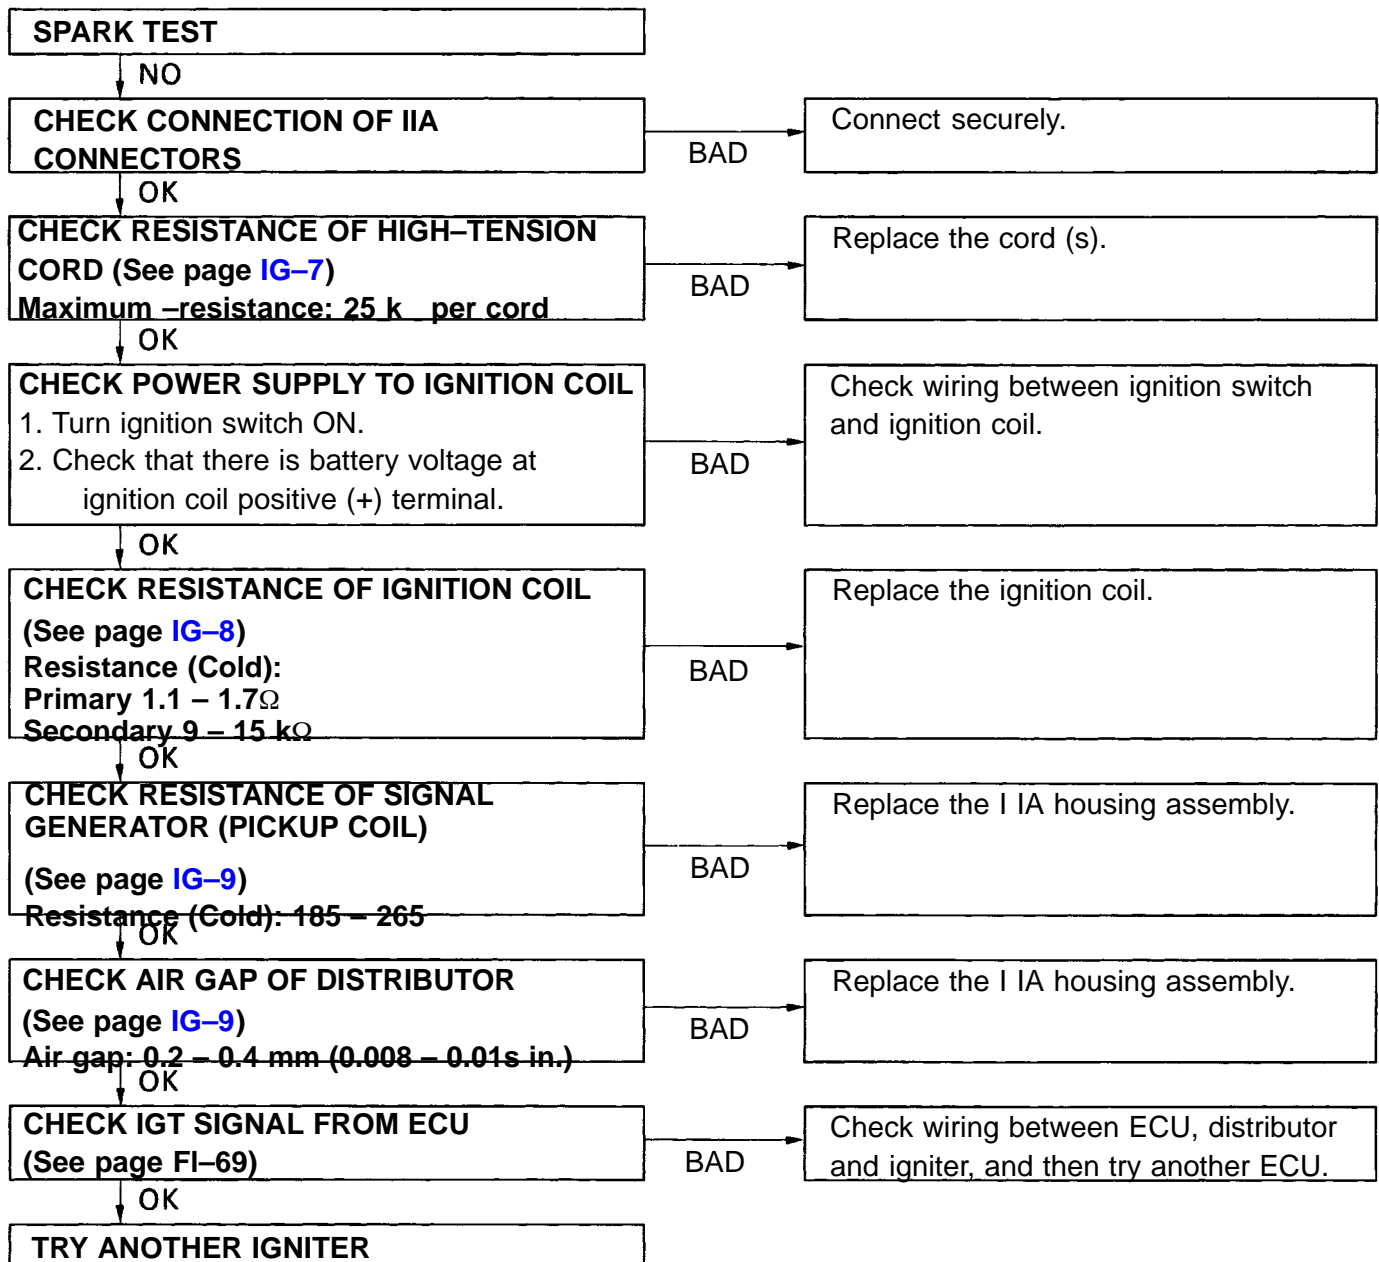 SPARK TEST
NO
CHECK CONNECTION OF IIA
CONNECTORS
BAD
Connect securely.
OK
CHECK RESISTANCE OF HIGH–TENSION
CORD (See page IG–7)
Maximum –resistance: 25 k per cord
BAD
Replace the cord (s).
OK
CHECK POWER SUPPLY TO IGNITION COIL
1. Turn ignition switch ON.
2. Check that there is battery voltage at
ignition coil positive (+) terminal.
BAD
Check wiring between ignition switch
and ignition coil.
OK
CHECK RESISTANCE OF IGNITION COIL
(See page IG–8)
Resistance (Cold):
Primary 1.1 – 1.7Ω
Secondary 9 – 15 kΩ
BAD
Replace the ignition coil.
OK
CHECK RESISTANCE OF SIGNAL
GENERATOR (PICKUP COIL)
(See page IG–9)
Resistance (Cold): 185 – 265
BAD
Replace the I IA housing assembly.
OK
CHECK AIR GAP OF DISTRIBUTOR
(See page IG–9)
Air gap: 0.2 – 0.4 mm (0.008 – 0.01s in.)
BAD
Replace the I IA housing assembly.
OK
CHECK IGT SIGNAL FROM ECU
(See page FI–69)
BAD
Check wiring between ECU, distributor
and igniter, and then try another ECU.
OK
TRY ANOTHER IGNITER